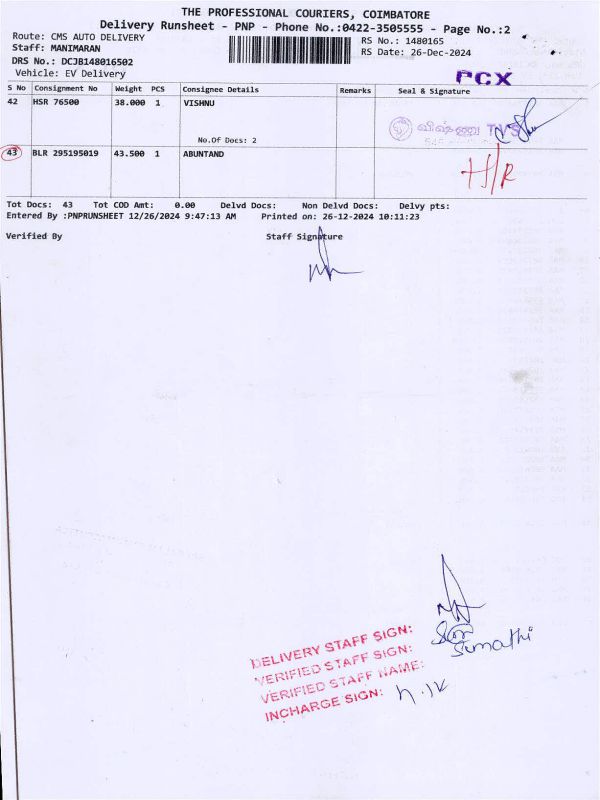 THE PROFESSIONAL COURIERS, COIMBATORE
Delivery Runsheet - PNP - Phone No.:0422-3505555 - Page No.:2
Route: CMS AUTO DELIVERY
RS No.: 1480165
Staff: MANIMARAN
RS Date: 26-Dec-2024
DRS No.: DCJB148016502
Vehicle: EV Delivery
PCX
S No Consignment No Weight PCS Consignee Details Remarks Seal & Signature
42 HSR 76500 38.000 1 VISHNU
விஷ்ணு TVS
No.Of Docs: 2
43 BLR 295195019 43.500 1 ABUNTAND
H/R
Tot Docs: 43 Tot COD Amt: 0.00 Delvd Docs: Non Delvd Docs: Delvy pts:
Entered By :PNPRUNSHEET 12/26/2024 9:47:13 AM Printed on: 26-12-2024 10:11:23
Verified By Staff Signature
DELIVERY STAFF SIGN:
VERIFIED STAFF SIGN:
Sumathi
VERIFIED STAFF NAME:
INCHARGE SIGN: